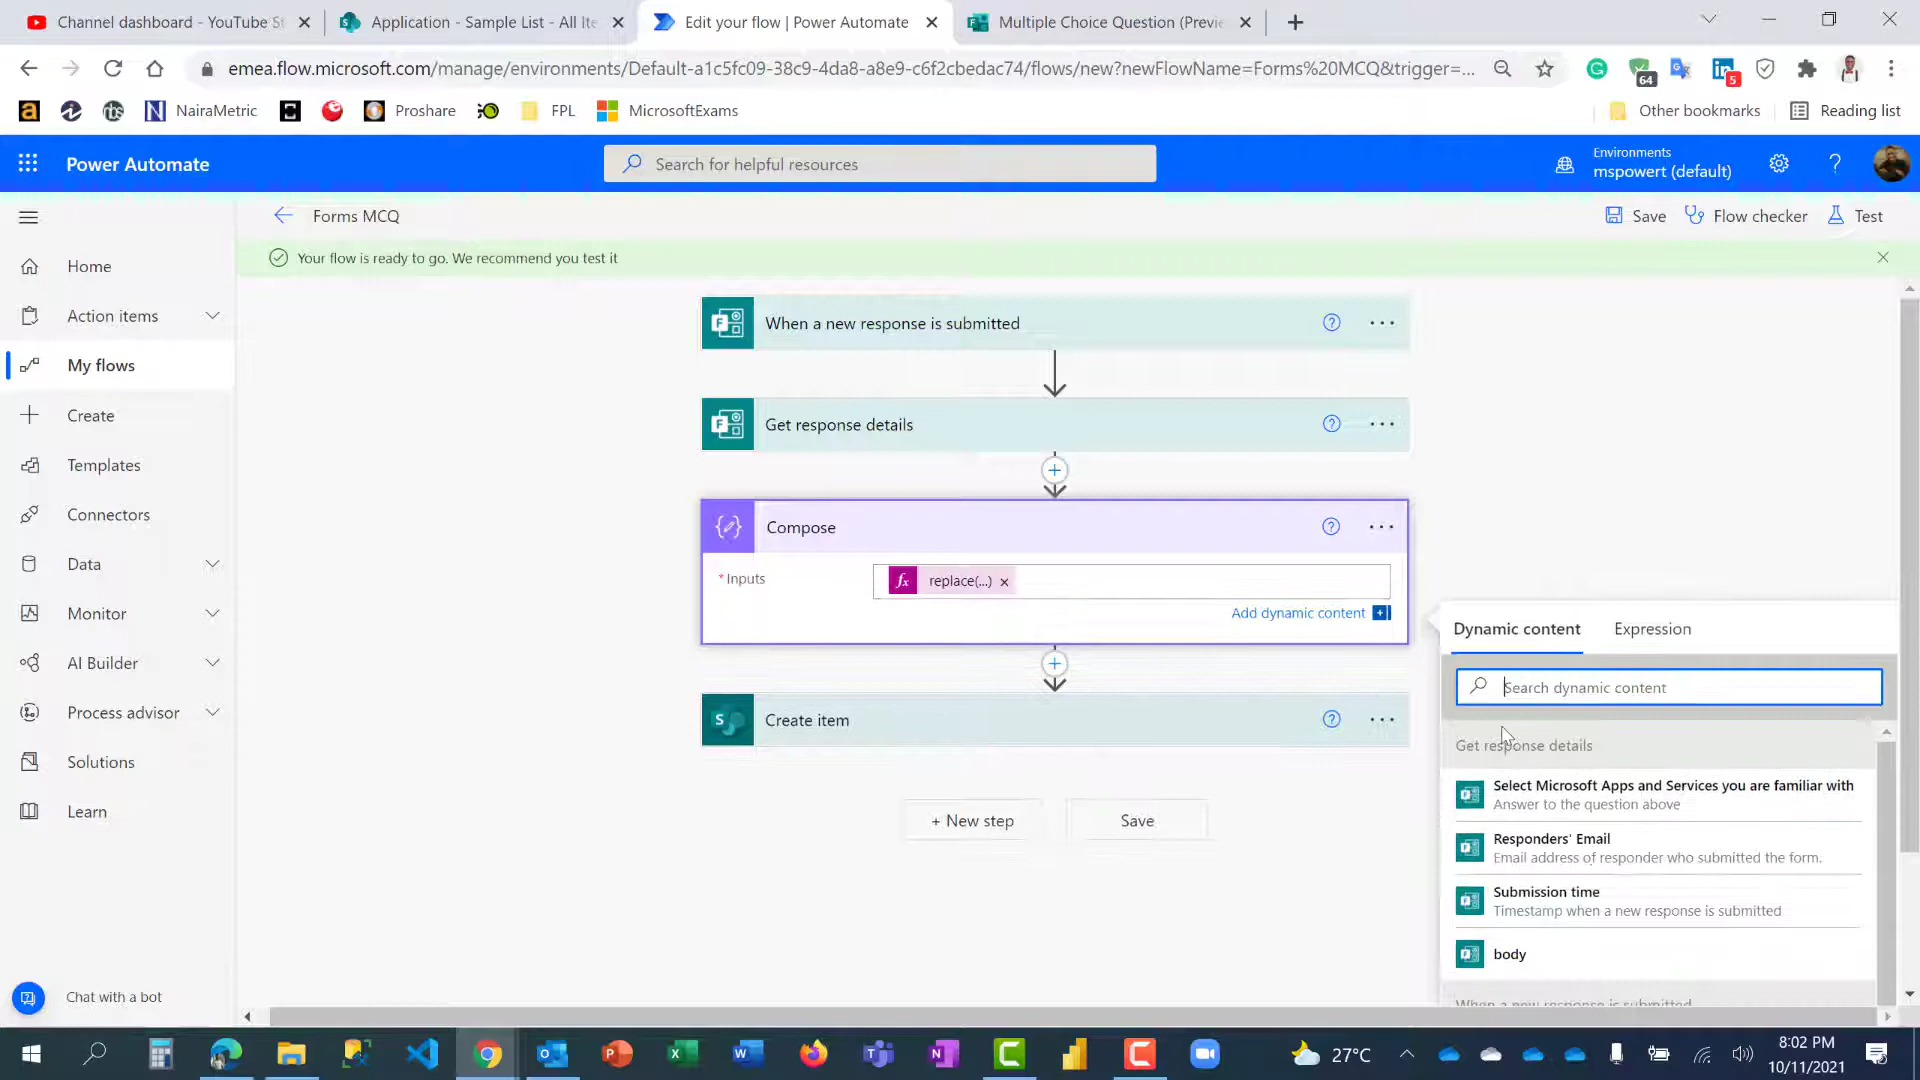 Channel dashboard - YouTube St
Application - Sample List - All Ite
Edit your flow | Power Automate
Multiple Choice Question (Previe
emea.flow.microsoft.com/manage/environments/Default-a1c5fc09-38c9-4da8-a8e9-c6f2cbedac74/flows/new?newFlowName=Forms%20MCQ&trigger=...
64
5
NairaMetric
Proshare
FPL
MicrosoftExams
Other bookmarks
Reading list
Power Automate
Search for helpful resources
Environments
mspowert (default)
Forms MCQ
Save
Flow checker
Test
Your flow is ready to go. We recommend you test it
Home
Action items
My flows
Create
Templates
Connectors
Data
Monitor
AI Builder
Process advisor
Solutions
Learn
Chat with a bot
When a new response is submitted
Get response details
Compose
* Inputs
fx replace(...)
Add dynamic content
Create item
+ New step
Save
Dynamic content
Expression
Search dynamic content
Get response details
Select Microsoft Apps and Services you are familiar with
Answer to the question above
Responders' Email
Email address of responder who submitted the form.
Submission time
Timestamp when a new response is submitted
body
When a new response is submitted
27°C
8:02 PM
10/11/2021